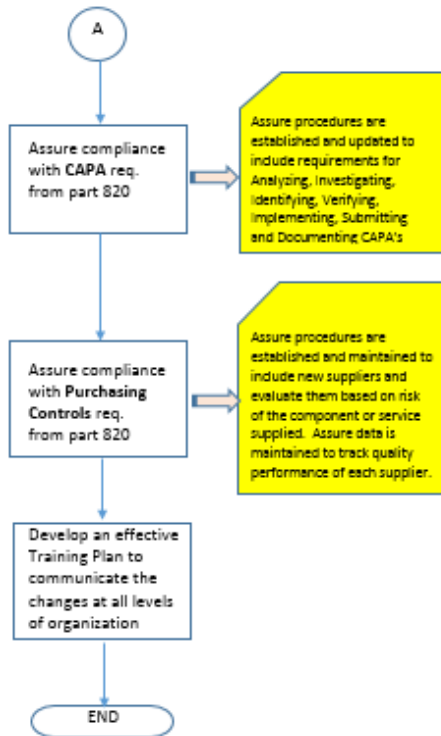 A
Assure compliance
with CAPA req.
from part 820
Assure procedures are
established and updated to
include requirements for
Analyzing, Investigating,
Identifying, Verifying,
Implementing, Submitting
and Documenting CAPA's
Assure compliance
with Purchasing
Controls req.
from part 820
Assure procedures are
established and maintained to
include new suppliers and
evaluate them based on risk
of the component or service
supplied. Assure data is
maintained to track quality
performance of each supplier.
Develop an effective
Training Plan to
communicate the
changes at all levels
of organization
END